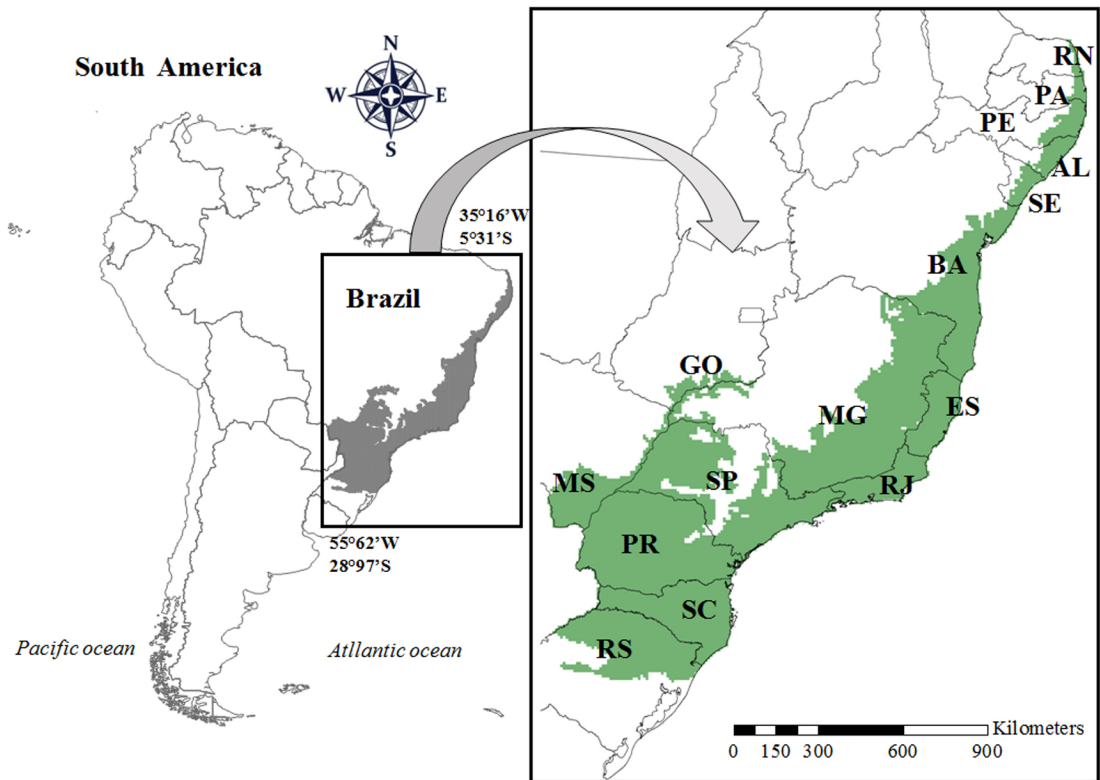 South America
N
W
E
S
35°16'W
5°31'S
Brazil
55°62'W
28°97'S
Pacific ocean
Atllantic ocean
RN
PA
PE
AL
SE
BA
GO
MG
ES
MS
SP
RJ
PR
SC
RS
Kilometers
0 150 300 600 900